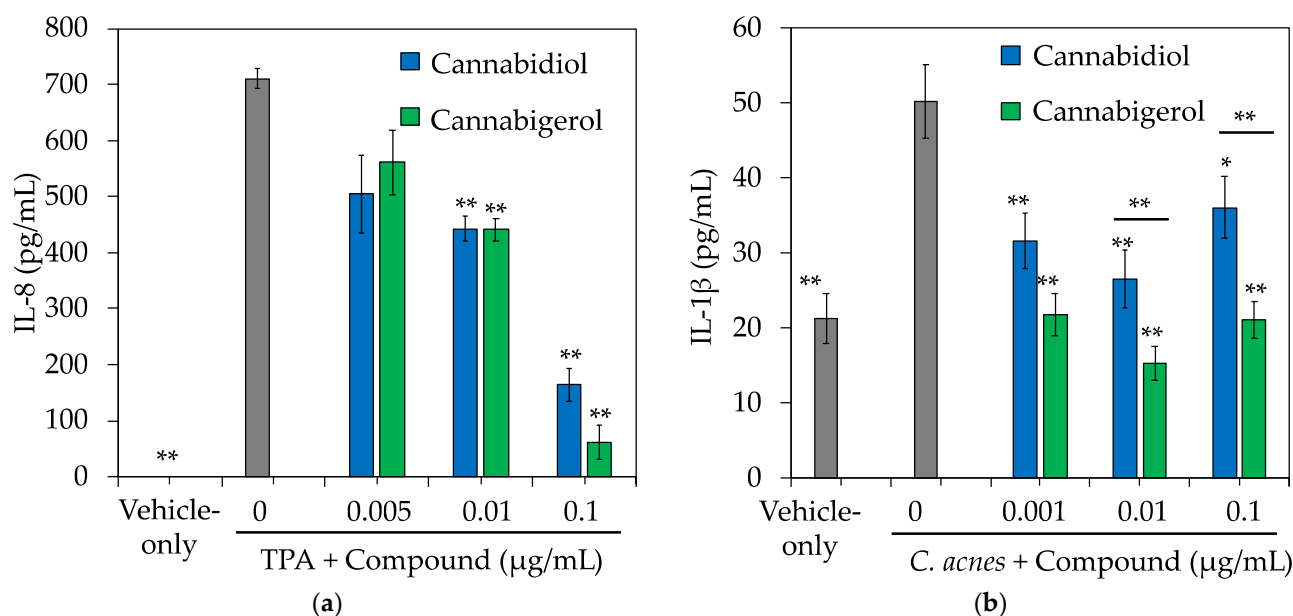 800
700
600
500
400
300
200
100
0
IL-8 (pg/mL)
Cannabidiol
Cannabigerol
**
** **
**
**
Vehicle-
only
0 0.005 0.01 0.1
TPA + Compound (µg/mL)
(a)
60
50
40
30
20
10
0
IL-1β (pg/mL)
Cannabidiol
Cannabigerol
**
*
**
**
**
**
**
**
**
Vehicle-
only
0 0.001 0.01 0.1
C. acnes + Compound (µg/mL)
(b)